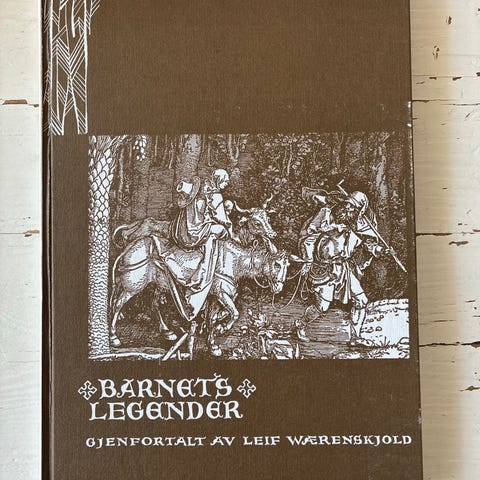 BARNETS
LEGENDER
GJENFORTALT AV LEIF WÆRENSKJOLD